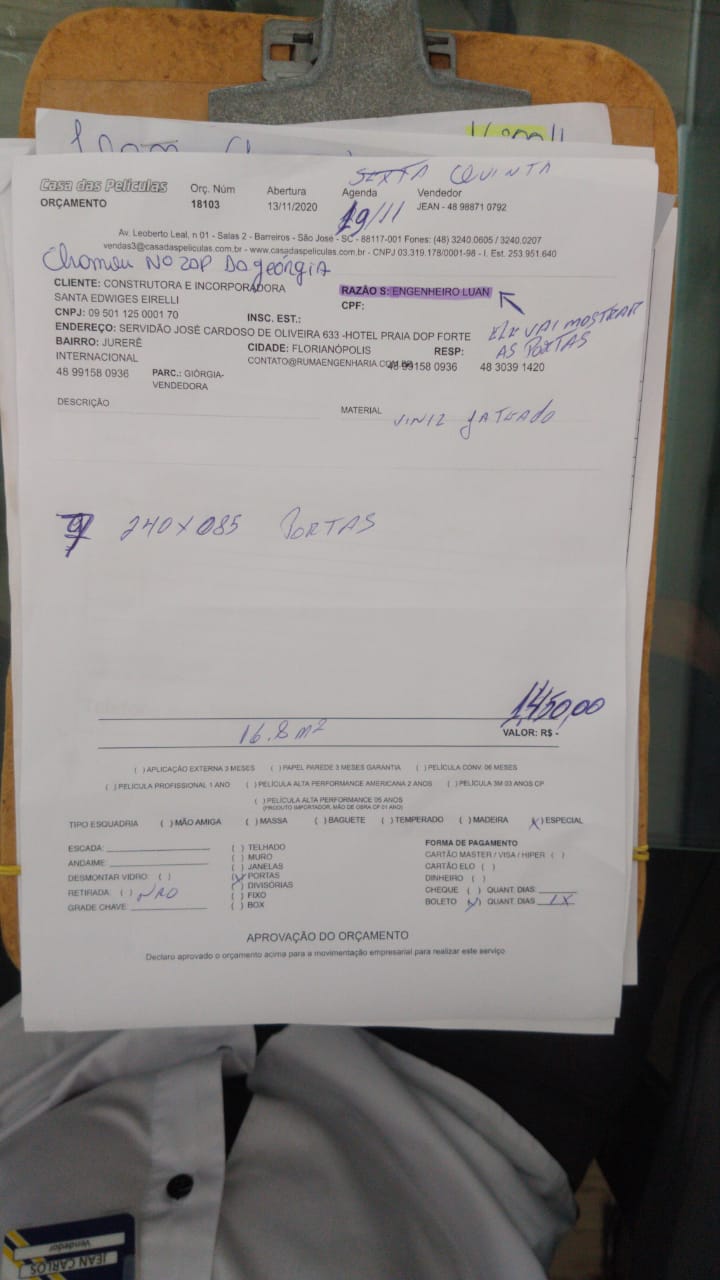 SEXTA QUINTA
Casa das Películas
ORÇAMENTO
Orç. Núm
18103
Abertura
13/11/2020
Agenda
19/11
Vendedor
JEAN - 48 98871 0792
Av. Leoberto Leal, n 01 - Salas 2 - Barreiros - São José - SC - 88117-001 Fones: (48) 3240.0605 / 3240.0207
vendas3@casadaspeliculas.com.br - www.casadaspeliculas.com.br - CNPJ 03.319.178/0001-98 - I. Est. 253.951.640
Chamou NO ZAP DA geórgia
CLIENTE: CONSTRUTORA E INCORPORADORA
SANTA EDWIGES EIRELLI
RAZÃO S: ENGENHEIRO LUAN
CPF:
CNPJ: 09 501 125 0001 70
INSC. EST.:
ELE VAI MOSTRAR
AS PORTAS
ENDEREÇO: SERVIDÃO JOSÉ CARDOSO DE OLIVEIRA 633 -HOTEL PRAIA DOP FORTE
BAIRRO: JURERÊ
INTERNACIONAL
CIDADE: FLORIANÓPOLIS
RESP:
CONTATO@RUMAENGENHARIA.COM.BR
48 99158 0936
48 3039 1420
48 99158 0936
PARC.: GIÓRGIA-
VENDEDORA
DESCRIÇÃO
MATERIAL
VINIL JATEADO
240 X 085 PORTAS
1.450,00
16.8 m²
VALOR: R$ -
( ) APLICAÇÃO EXTERNA 3 MESES ( ) PAPEL PAREDE 3 MESES GARANTIA ( ) PELÍCULA CONV. 06 MESES
( ) PELÍCULA PROFISSIONAL 1 ANO ( ) PELÍCULA ALTA PERFORMANCE AMERICANA 2 ANOS ( ) PELÍCULA 3M 03 ANOS CP
( ) PELÍCULA ALTA PERFORMANCE 05 ANOS
(PRODUTO IMPORTADOR, MÃO DE OBRA CP 01 ANO)
TIPO ESQUADRIA ( ) MÃO AMIGA ( ) MASSA ( ) BAGUETE ( ) TEMPERADO ( ) MADEIRA (X) ESPECIAL
ESCADA:
ANDAIME:
DESMONTAR VIDRO: ( )
RETIRADA: ( ) NÃO
GRADE CHAVE:
( ) TELHADO
( ) MURO
( ) JANELAS
(X) PORTAS
( ) DIVISÓRIAS
( ) FIXO
( ) BOX
FORMA DE PAGAMENTO
CARTÃO MASTER / VISA / HIPER ( )
CARTÃO ELO ( )
DINHEIRO ( )
CHEQUE ( ) QUANT. DIAS
BOLETO (X) QUANT. DIAS 1X
APROVAÇÃO DO ORÇAMENTO
Declaro aprovado o orçamento acima para a movimentação empresarial para realizar este serviço
JEAN CARLOS
Vendedor